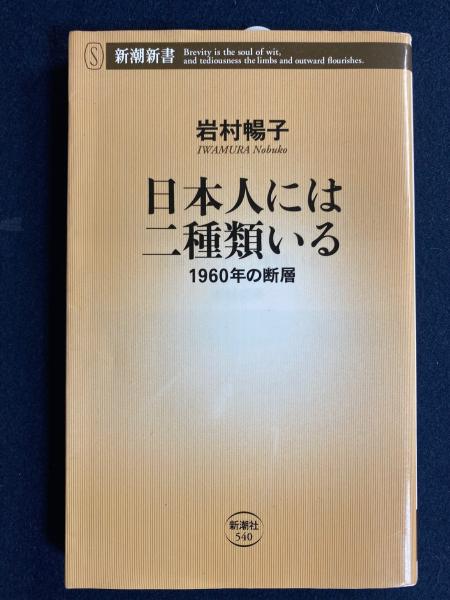 S
新潮新書
Brevity is the soul of wit,
and tediousness the limbs and outward flourishes.
岩村暢子
IWAMURA Nobuko
日本人には
二種類いる
1960年の断層
新潮社
540